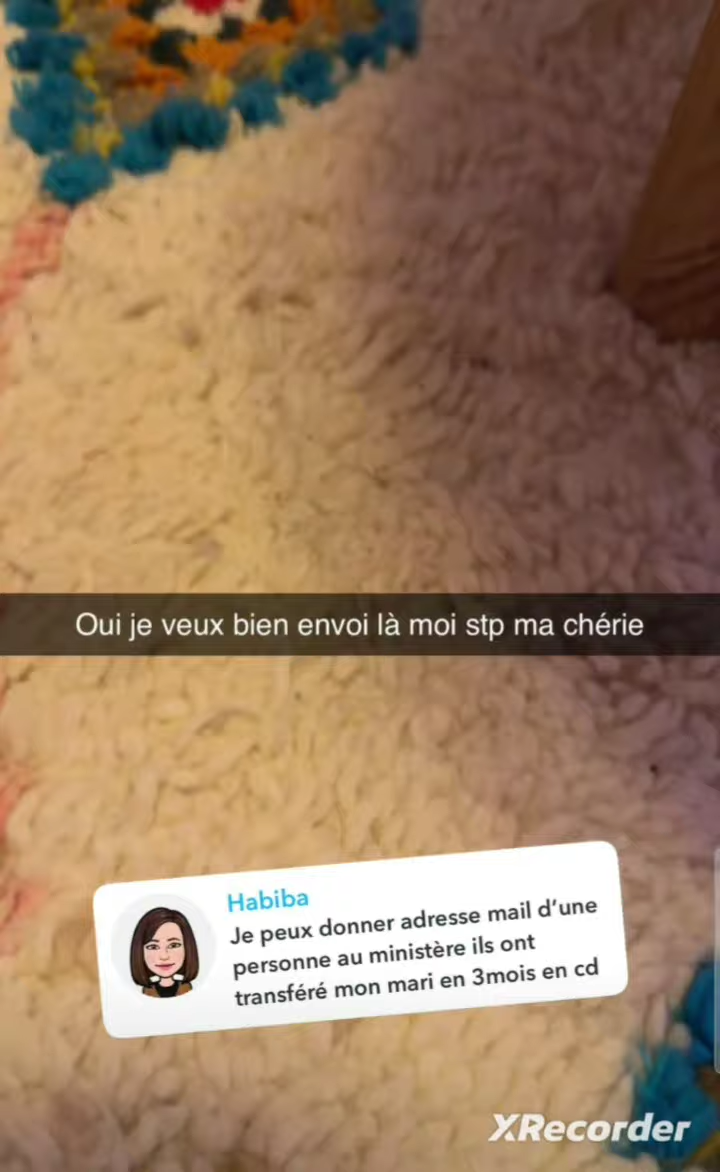 Oui je veux bien envoi là moi stp ma chérie
Habiba
Je peux donner adresse mail d'une
personne au ministère ils ont
transféré mon mari en 3mois en cd
XRecorder